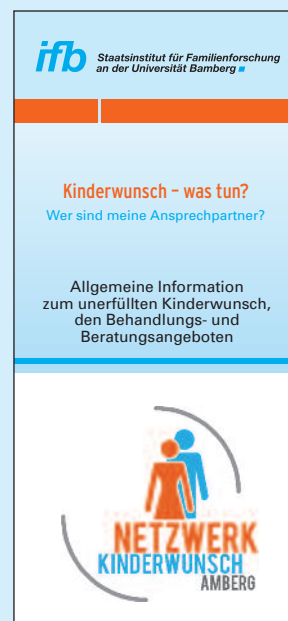 ifb Staatsinstitut für Familienforschung
an der Universität Bamberg
Kinderwunsch – was tun?
Wer sind meine Ansprechpartner?
Allgemeine Information
zum unerfüllten Kinderwunsch,
den Behandlungs- und
Beratungsangeboten
NETZWERK
KINDERWUNSCH
AMBERG